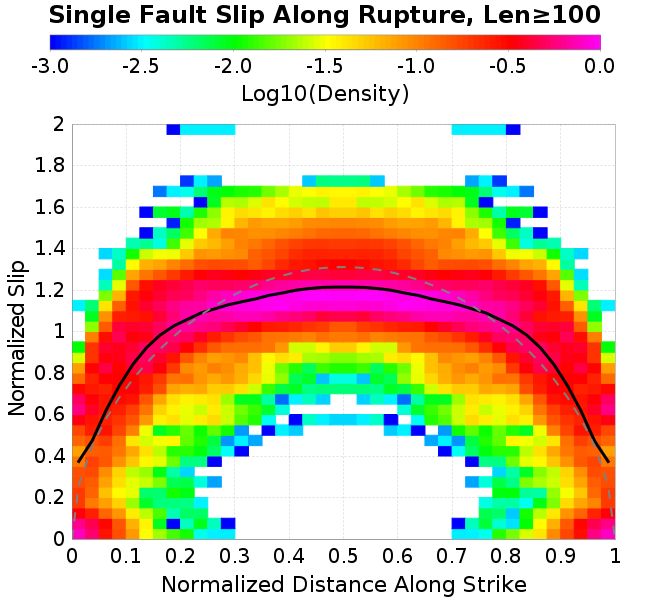 Single Fault Slip Along Rupture, Len≥100
-3.0 -2.5 -2.0 -1.5 -1.0 -0.5 0.0
Log10(Density)
Normalized Slip
2
1.8
1.6
1.4
1.2
1
0.8
0.6
0.4
0.2
0
0 0.1 0.2 0.3 0.4 0.5 0.6 0.7 0.8 0.9 1
Normalized Distance Along Strike